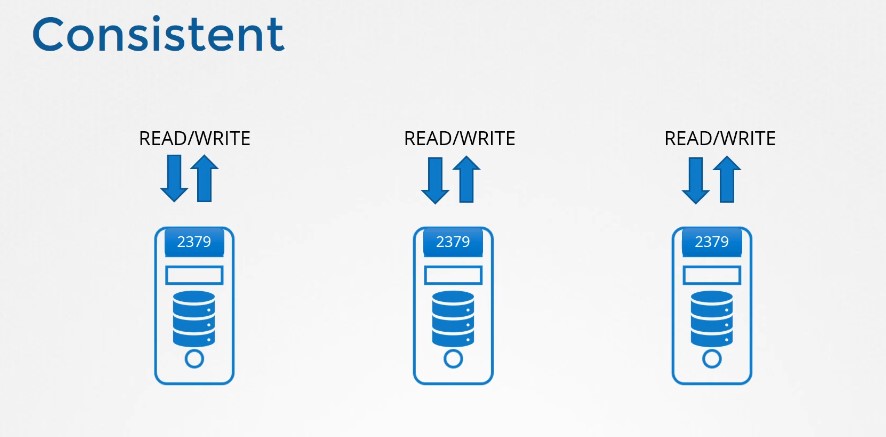 Consistent
READ/WRITE READ/WRITE READ/WRITE
2379 2379 2379